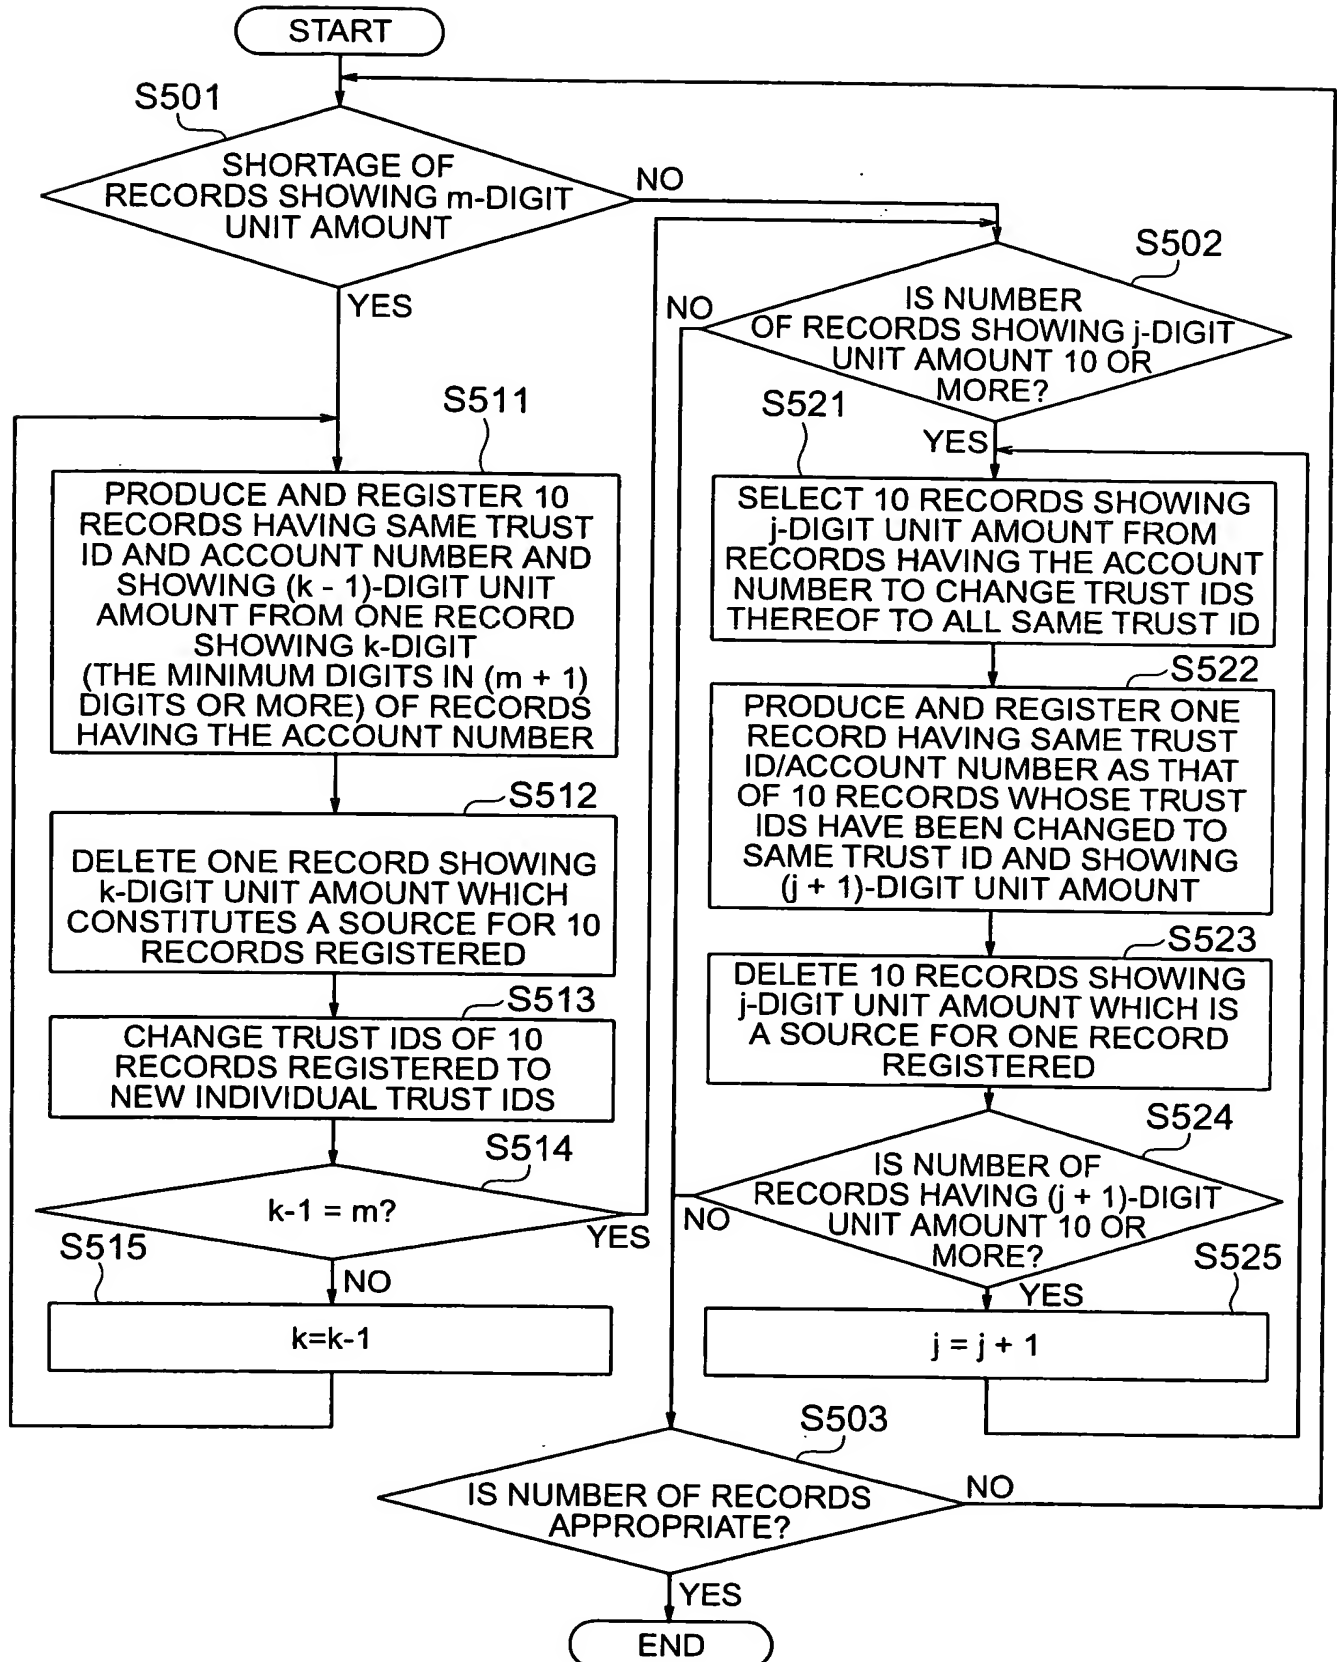 START
S501
SHORTAGE OF
RECORDS SHOWING m-DIGIT
UNIT AMOUNT
NO
YES
S502
IS NUMBER
OF RECORDS SHOWING j-DIGIT
UNIT AMOUNT 10 OR
MORE?
NO
YES
S511
PRODUCE AND REGISTER 10
RECORDS HAVING SAME TRUST
ID AND ACCOUNT NUMBER AND
SHOWING (k - 1)-DIGIT UNIT
AMOUNT FROM ONE RECORD
SHOWING k-DIGIT
(THE MINIMUM DIGITS IN (m + 1)
DIGITS OR MORE) OF RECORDS
HAVING THE ACCOUNT NUMBER
S512
DELETE ONE RECORD SHOWING
k-DIGIT UNIT AMOUNT WHICH
CONSTITUTES A SOURCE FOR 10
RECORDS REGISTERED
S513
CHANGE TRUST IDS OF 10
RECORDS REGISTERED TO
NEW INDIVIDUAL TRUST IDS
S514
k-1 = m?
YES
NO
S515
k=k-1
S521
SELECT 10 RECORDS SHOWING
j-DIGIT UNIT AMOUNT FROM
RECORDS HAVING THE ACCOUNT
NUMBER TO CHANGE TRUST IDS
THEREOF TO ALL SAME TRUST ID
S522
PRODUCE AND REGISTER ONE
RECORD HAVING SAME TRUST
ID/ACCOUNT NUMBER AS THAT
OF 10 RECORDS WHOSE TRUST
IDS HAVE BEEN CHANGED TO
SAME TRUST ID AND SHOWING
(j + 1)-DIGIT UNIT AMOUNT
S523
DELETE 10 RECORDS SHOWING
j-DIGIT UNIT AMOUNT WHICH IS
A SOURCE FOR ONE RECORD
REGISTERED
S524
IS NUMBER OF
RECORDS HAVING (j + 1)-DIGIT
UNIT AMOUNT 10 OR
MORE?
NO
YES
S525
j = j + 1
S503
IS NUMBER OF RECORDS
APPROPRIATE?
NO
YES
END